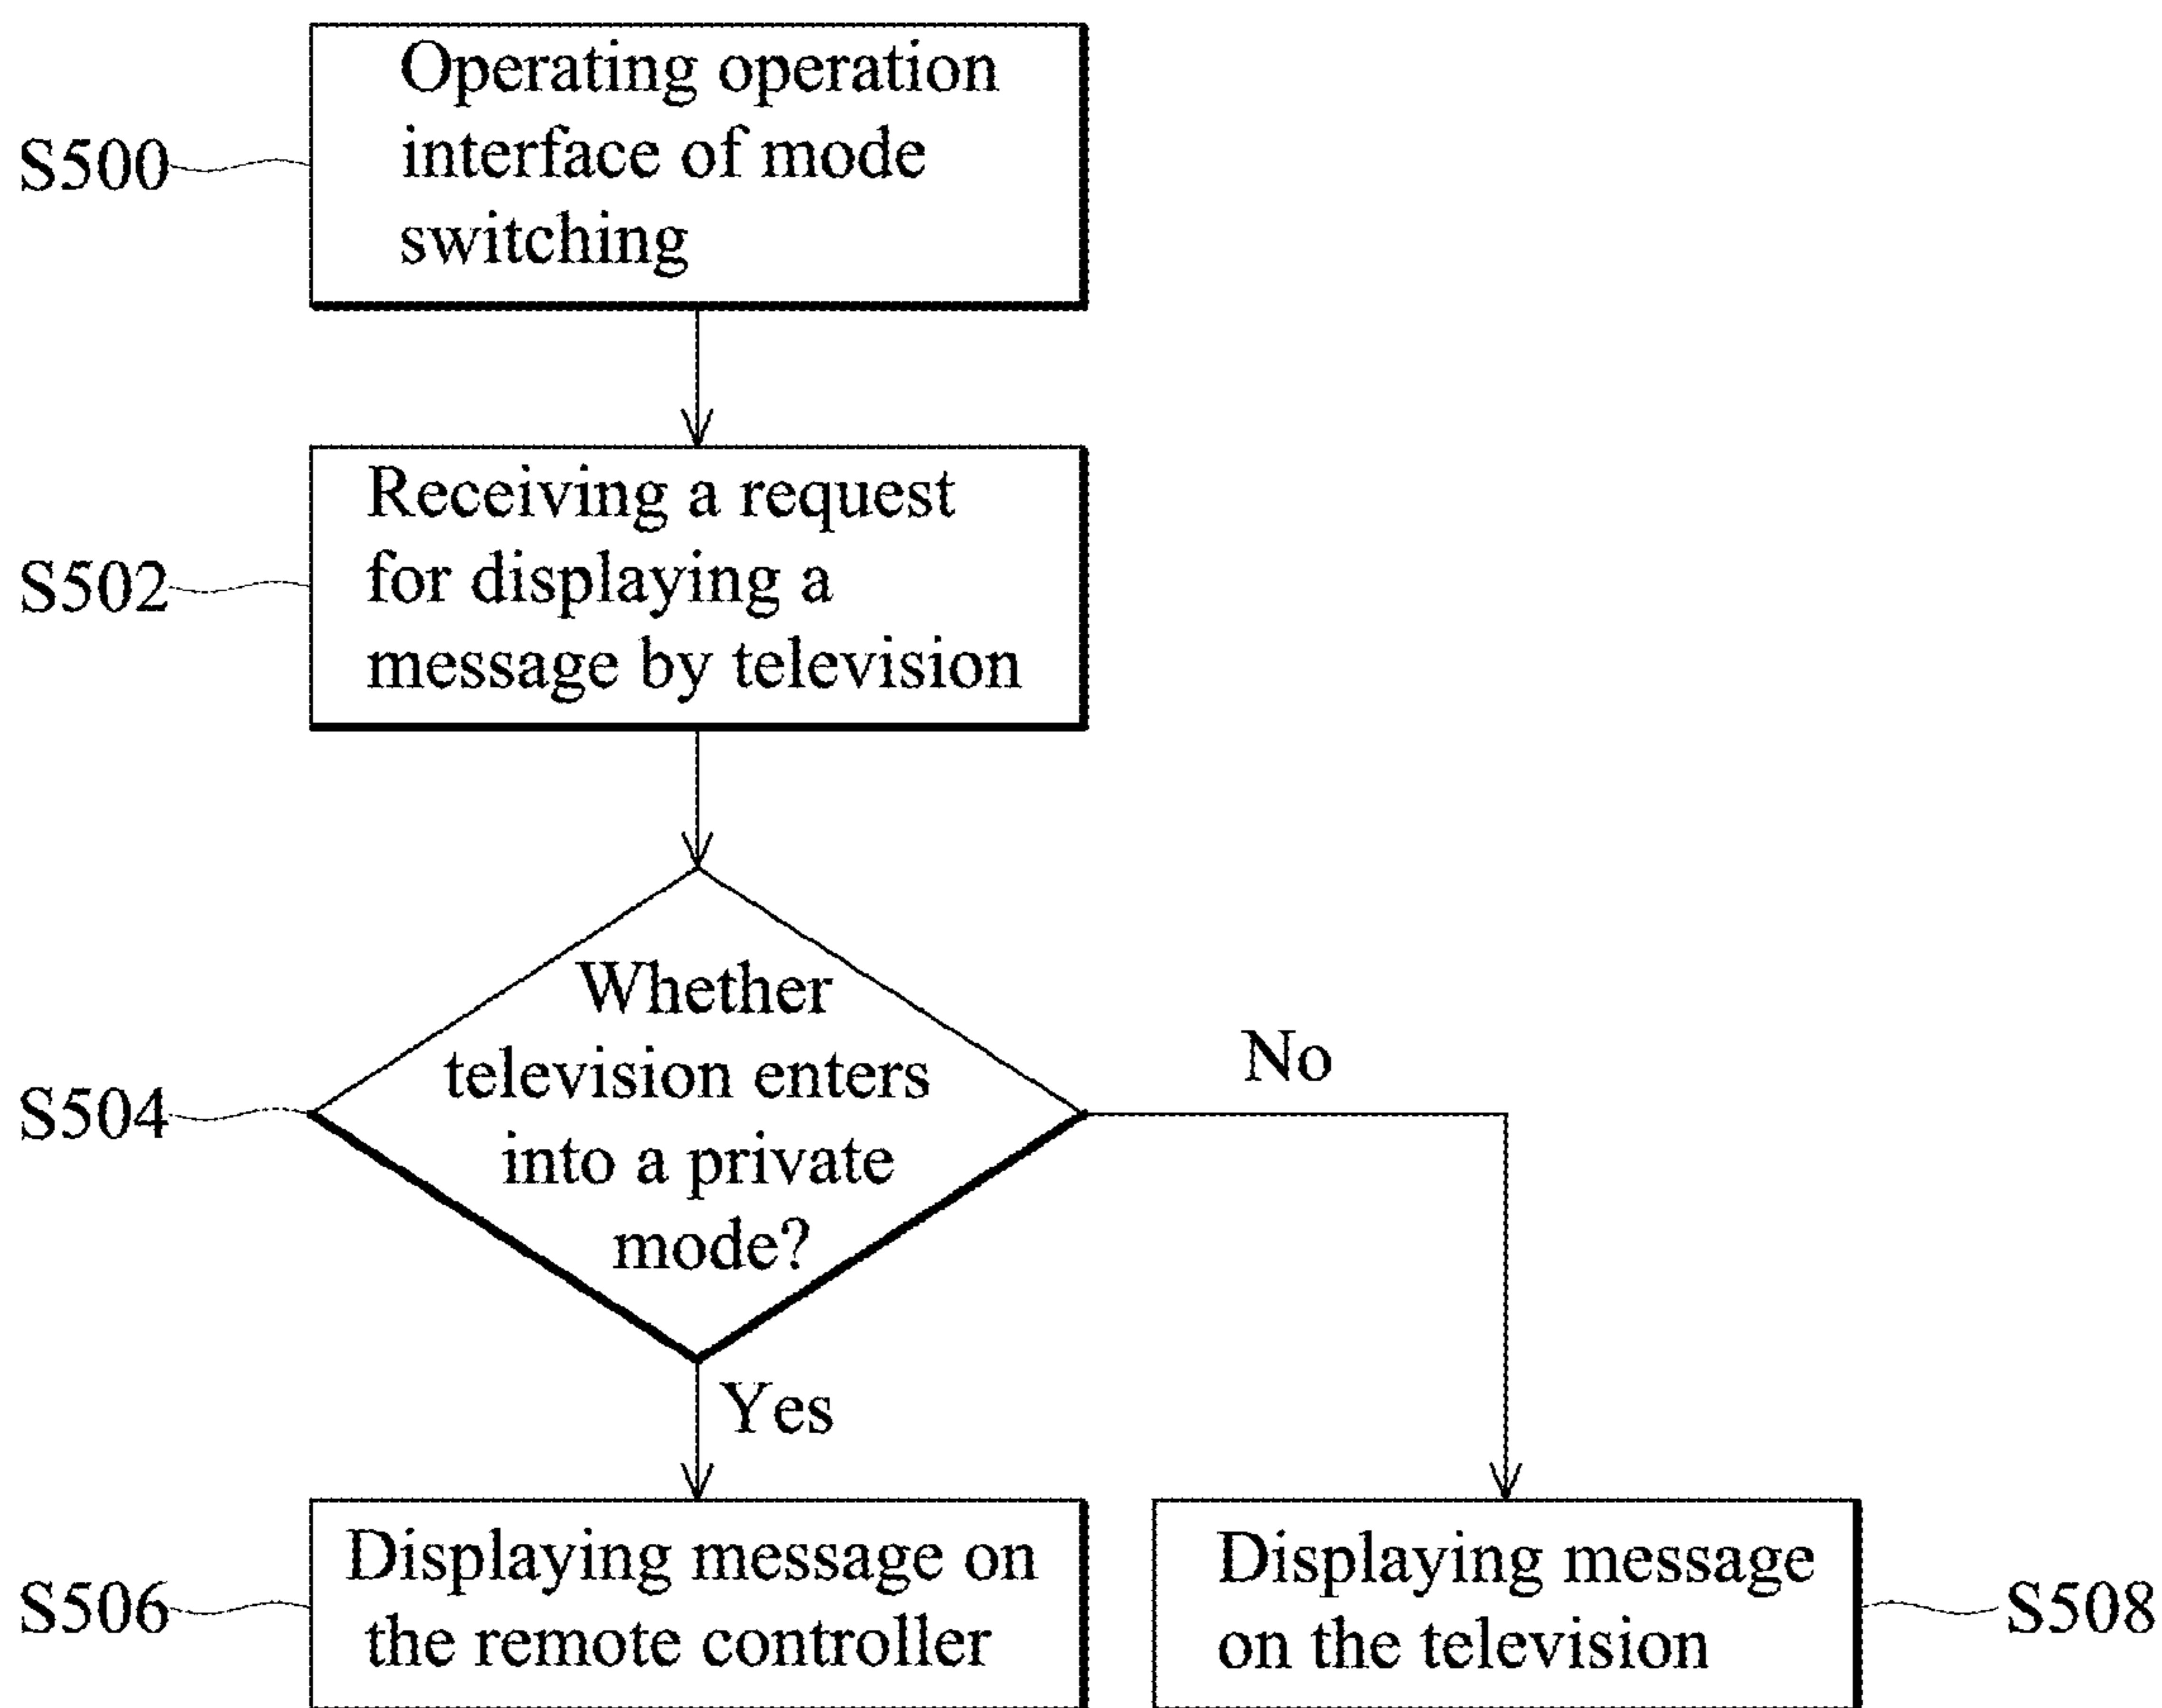 S500
Operating operation
interface of mode
switching
S502
Receiving a request
for displaying a
message by television
S504
Whether
television enters
into a private
mode?
No
Yes
S506
Displaying message on
the remote controller
Displaying message
on the television
S508